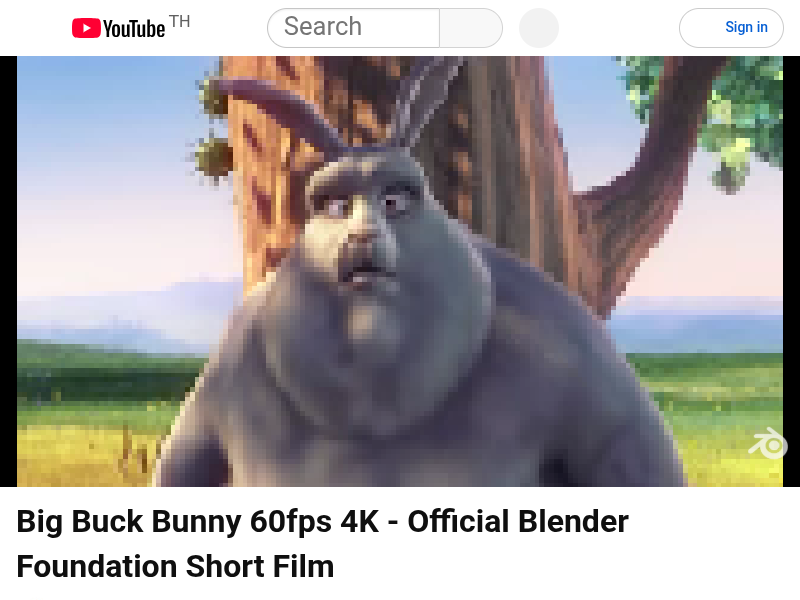 YouTube TH
Search
Sign in
Big Buck Bunny 60fps 4K - Official Blender
Foundation Short Film